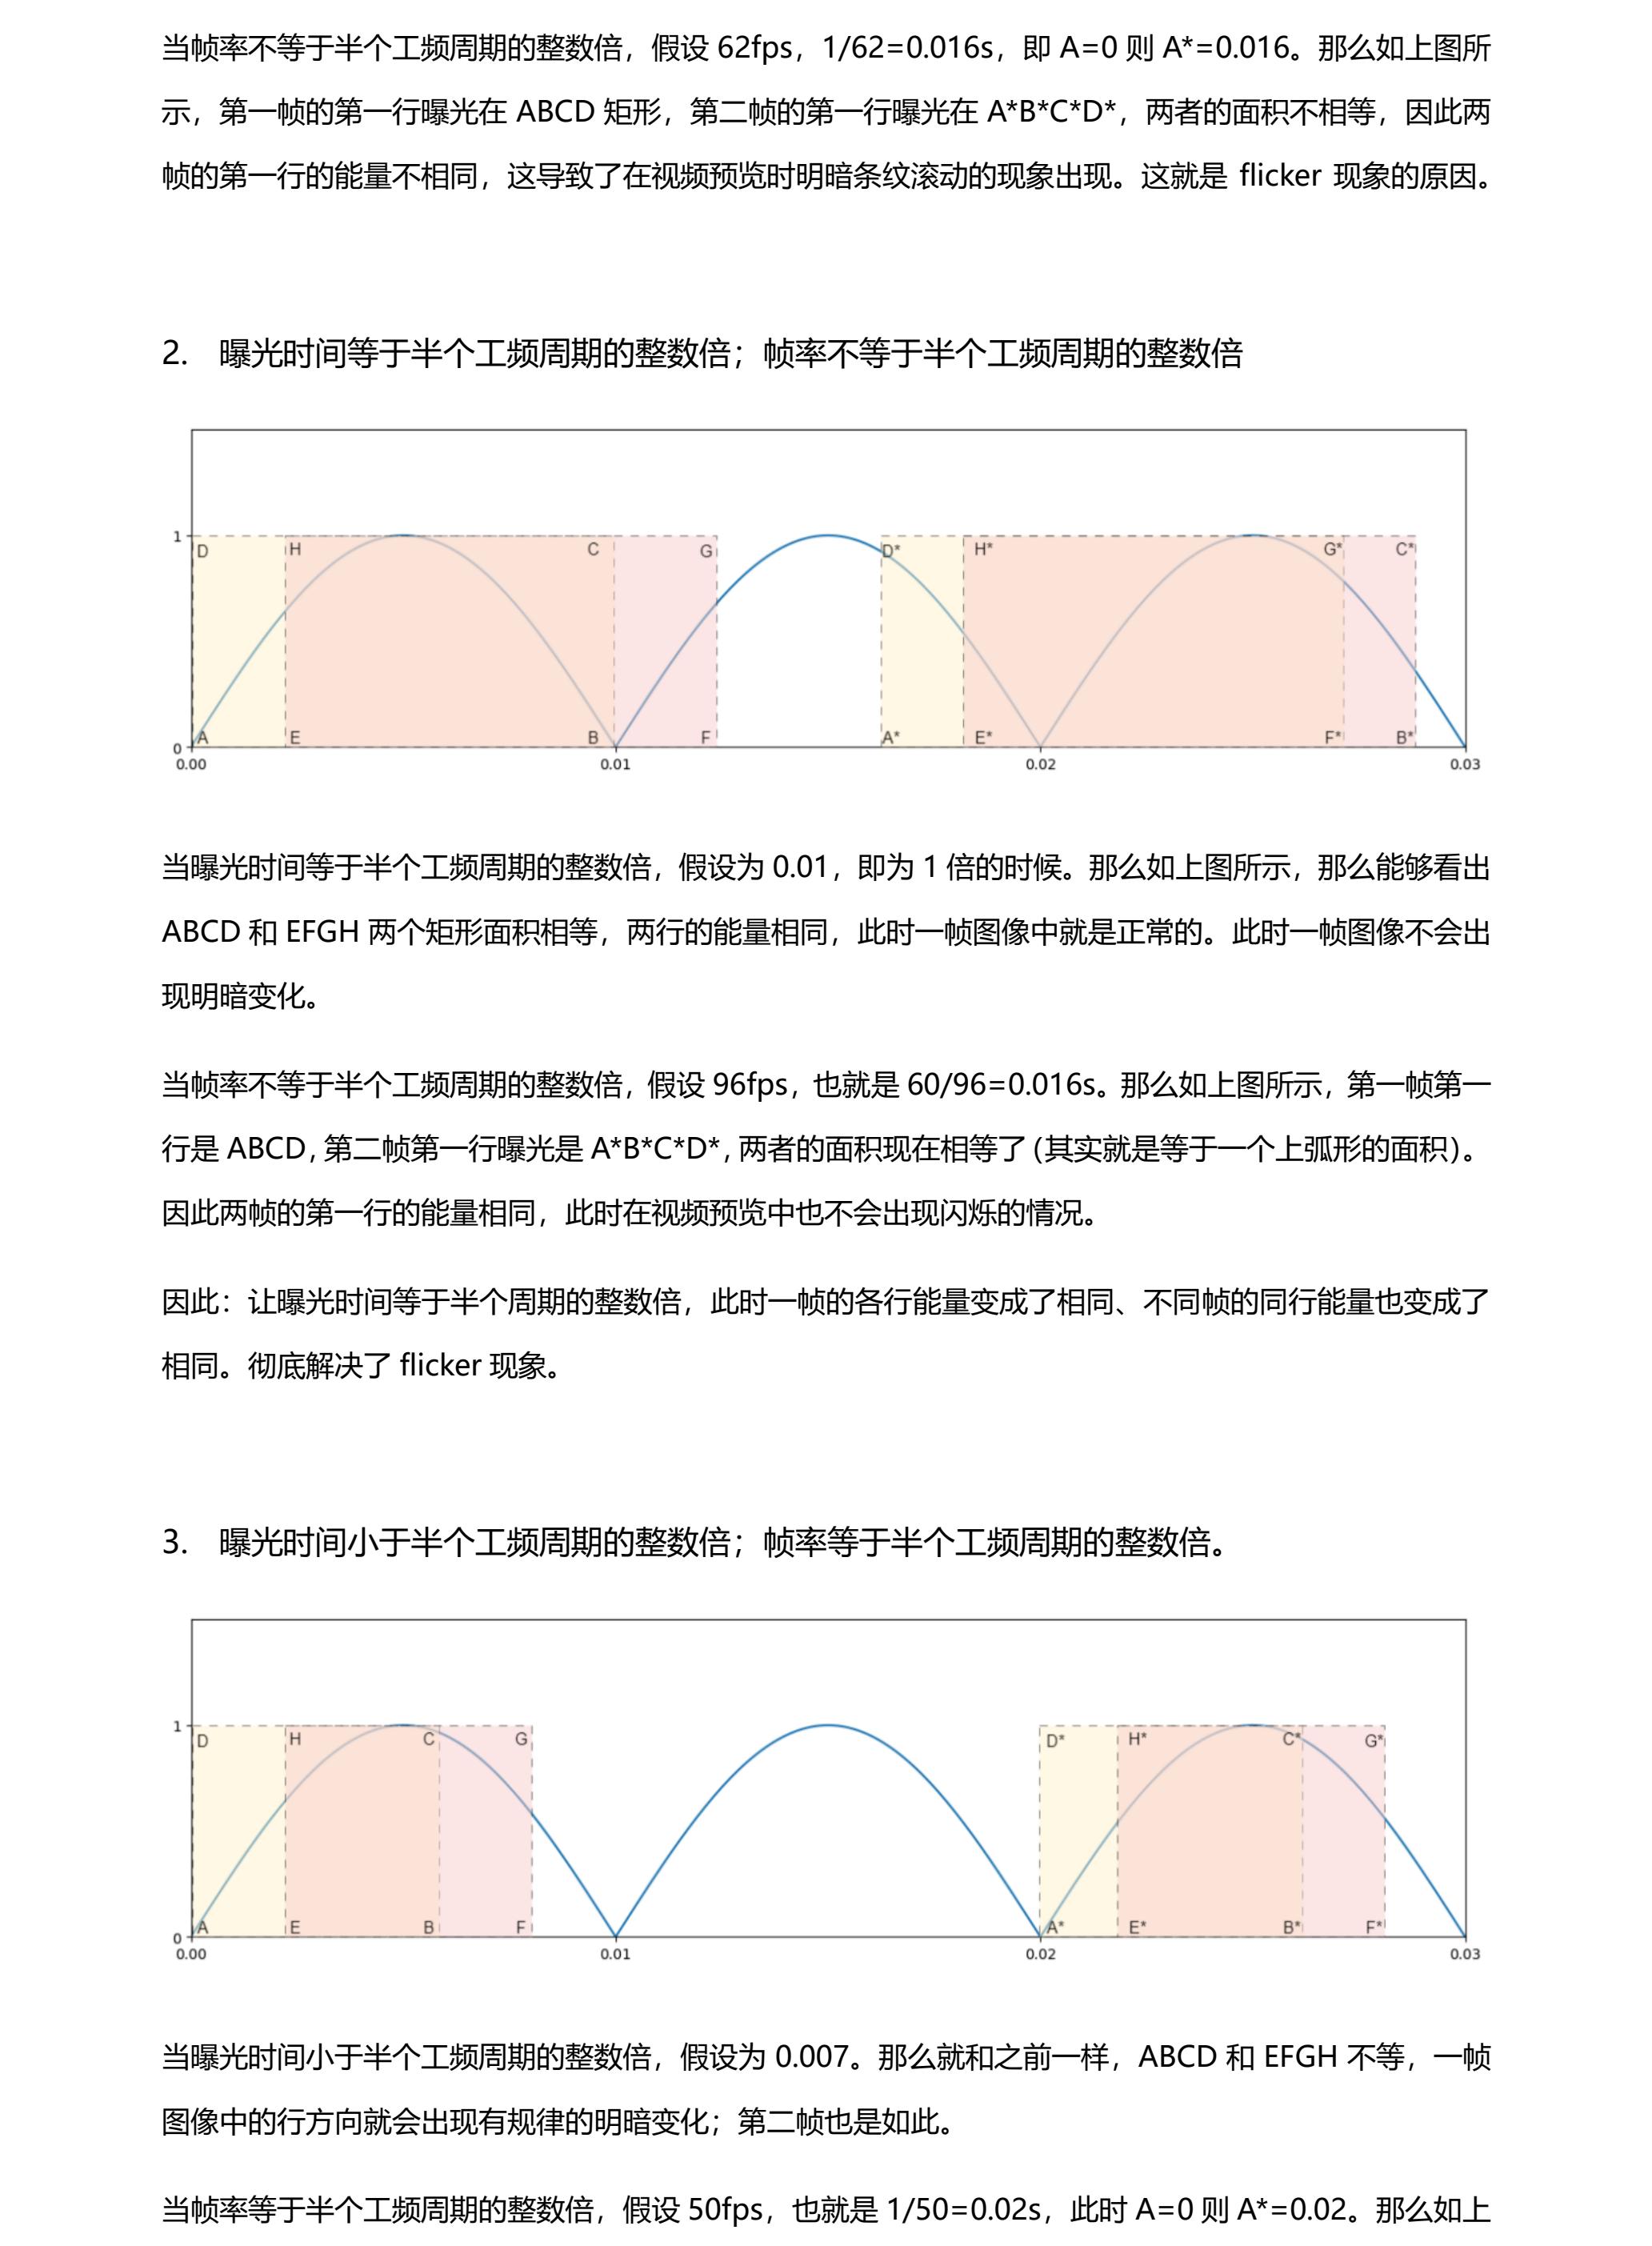 当帧率不等于半个工频周期的整数倍，假设 62fps，1/62=0.016s，即 A=0 则 A*=0.016。那么如上图所
示，第一帧的第一行曝光在 ABCD 矩形，第二帧的第一行曝光在 A*B*C*D*，两者的面积不相等，因此两
帧的第一行的能量不相同，这导致了在视频预览时明暗条纹滚动的现象出现。这就是 flicker 现象的原因。
2. 曝光时间等于半个工频周期的整数倍；帧率不等于半个工频周期的整数倍
1
D H C G D* H* G* C*
A E B F A* E* F* B*
0
0.00 0.01 0.02 0.03
当曝光时间等于半个工频周期的整数倍，假设为 0.01，即为 1 倍的时候。那么如上图所示，那么能够看出
ABCD 和 EFGH 两个矩形面积相等，两行的能量相同，此时一帧图像中就是正常的。此时一帧图像不会出
现明暗变化。
当帧率不等于半个工频周期的整数倍，假设 96fps，也就是 60/96=0.016s。那么如上图所示，第一帧第一
行是 ABCD，第二帧第一行曝光是 A*B*C*D*，两者的面积现在相等了（其实就是等于一个上弧形的面积）。
因此两帧的第一行的能量相同，此时在视频预览中也不会出现闪烁的情况。
因此：让曝光时间等于半个周期的整数倍，此时一帧的各行能量变成了相同、不同帧的同行能量也变成了
相同。彻底解决了 flicker 现象。
3. 曝光时间小于半个工频周期的整数倍；帧率等于半个工频周期的整数倍。
1
D H C G D* H* C* G*
A E B F A* E* B* F*
0
0.00 0.01 0.02 0.03
当曝光时间小于半个工频周期的整数倍，假设为 0.007。那么就和之前一样，ABCD 和 EFGH 不等，一帧
图像中的行方向就会出现有规律的明暗变化；第二帧也是如此。
当帧率等于半个工频周期的整数倍，假设 50fps，也就是 1/50=0.02s，此时 A=0 则 A*=0.02。那么如上